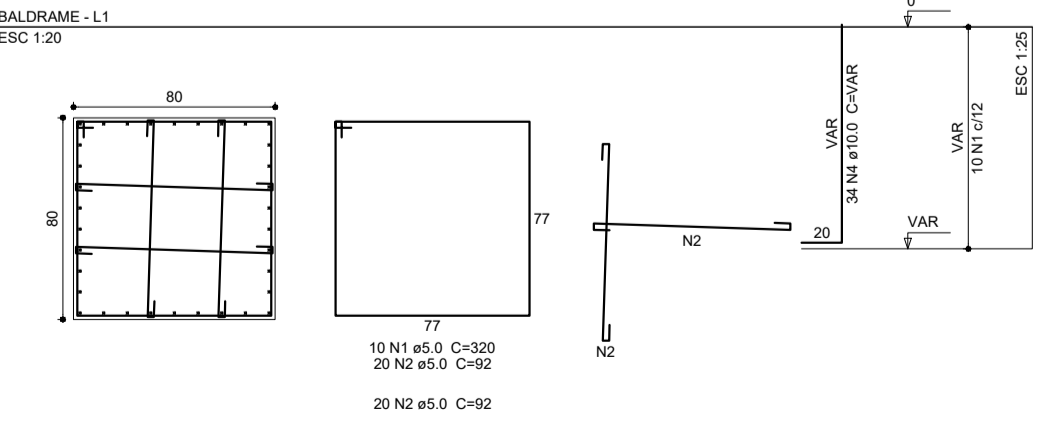 BALDRAME - L1
ESC 1:20
80
80
77
77
10 N1 ø5.0 C=320
20 N2 ø5.0 C=92
20 N2 ø5.0 C=92
N2
N2
20
VAR
34 N4 ø10.0 C=VAR
0
VAR
VAR
10 N1 c/12
ESC 1:25